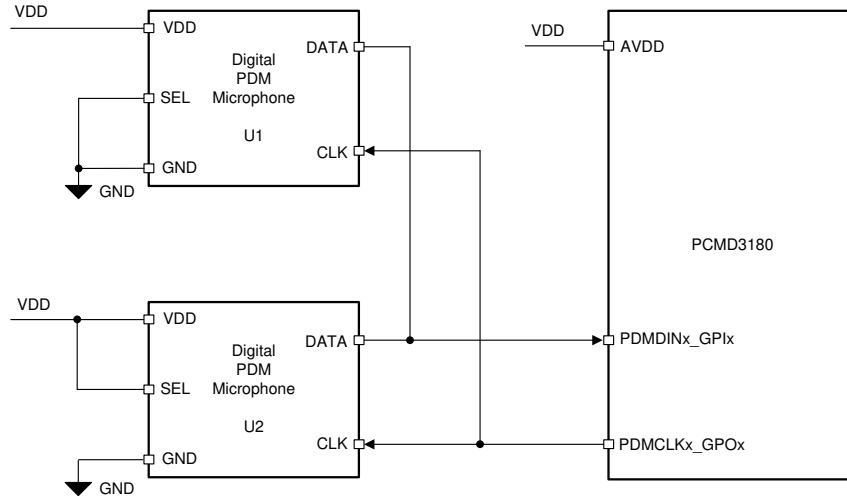 VDD
VDD
SEL
GND
GND
Digital
PDM
Microphone
U1
DATA
CLK
VDD
VDD
SEL
GND
GND
Digital
PDM
Microphone
U2
DATA
CLK
VDD
AVDD
PCMD3180
PDMDINx_GPIx
PDMCLKx_GPOx